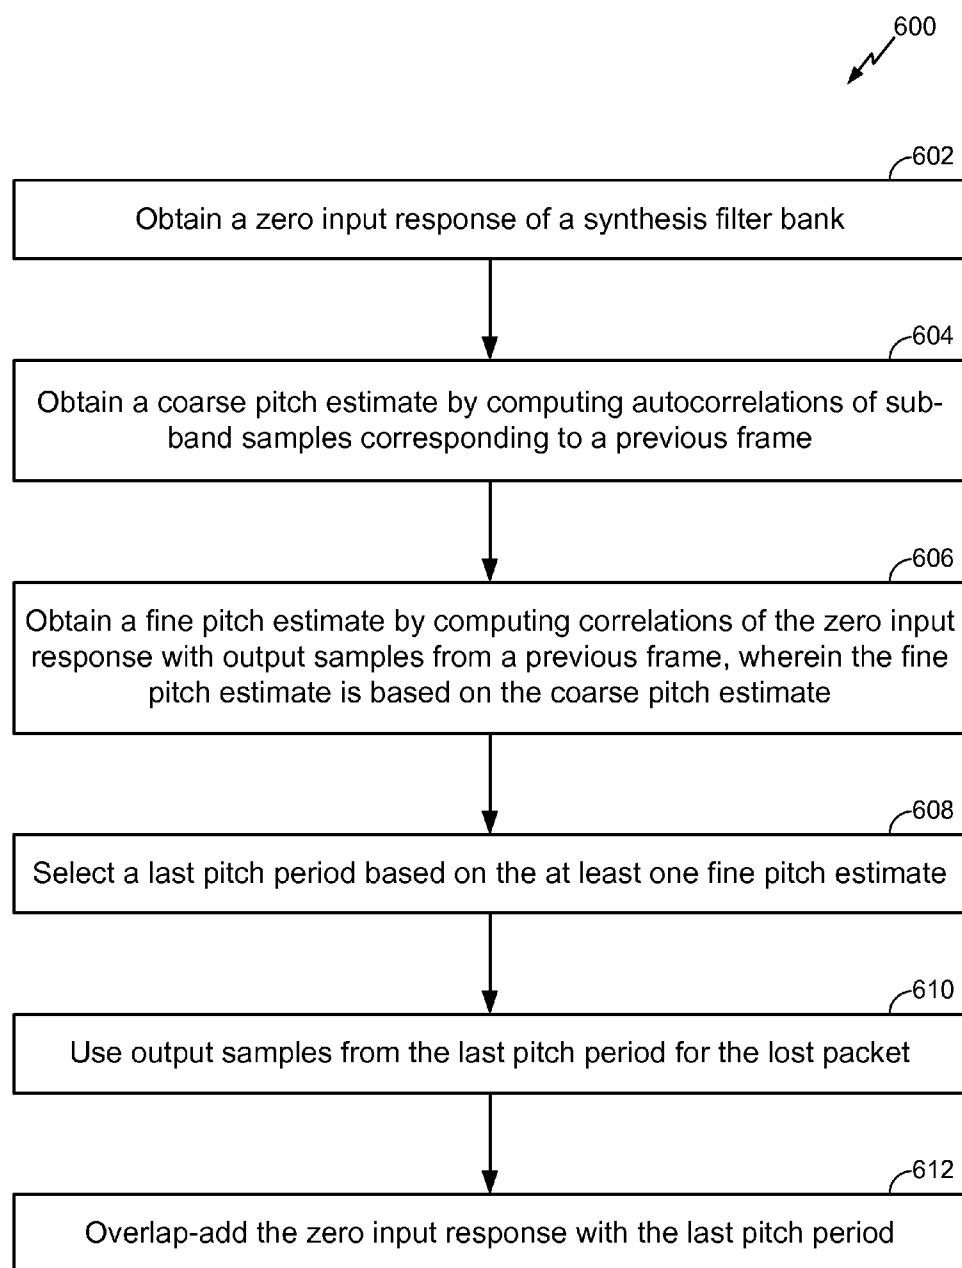 600
602
Obtain a zero input response of a synthesis filter bank
604
Obtain a coarse pitch estimate by computing autocorrelations of sub-
band samples corresponding to a previous frame
606
Obtain a fine pitch estimate by computing correlations of the zero input
response with output samples from a previous frame, wherein the fine
pitch estimate is based on the coarse pitch estimate
608
Select a last pitch period based on the at least one fine pitch estimate
610
Use output samples from the last pitch period for the lost packet
612
Overlap-add the zero input response with the last pitch period